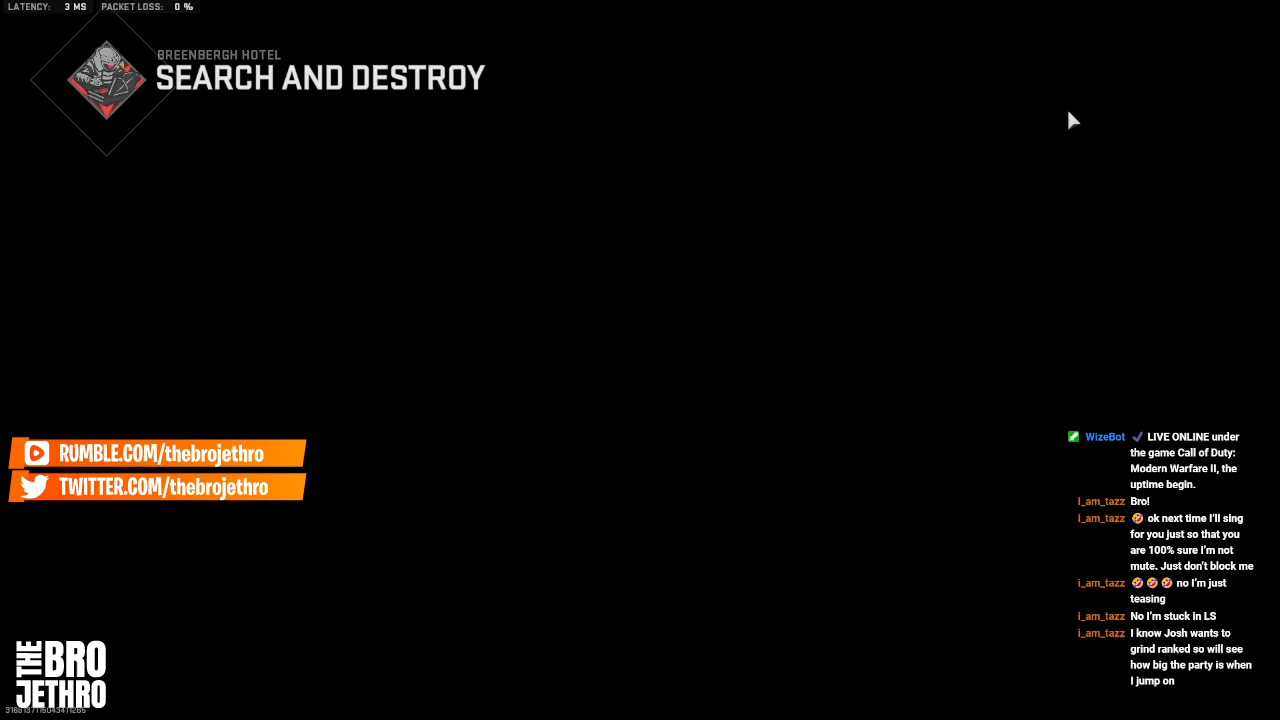 LATENCY: 3 MS PACKET LOSS: 0 %
BREENBERGH HOTEL
SEARCH AND DESTROY
RUMBLE.COM/thebrojethro
TWITTER.COM/thebrojethro
WizeBot ✔ LIVE ONLINE under
the game Call of Duty:
Modern Warfare II, the
uptime begin.
i_am_tazz Bro!
i_am_tazz 🤣 ok next time I'll sing
for you just so that you
are 100% sure I'm not
mute. Just don't block me
i_am_tazz 🤣 🤣 🤣 no I'm just
teasing
i_am_tazz No I'm stuck in LS
i_am_tazz I know Josh wants to
grind ranked so will see
how big the party is when
I jump on
THE BRO
JETHRO